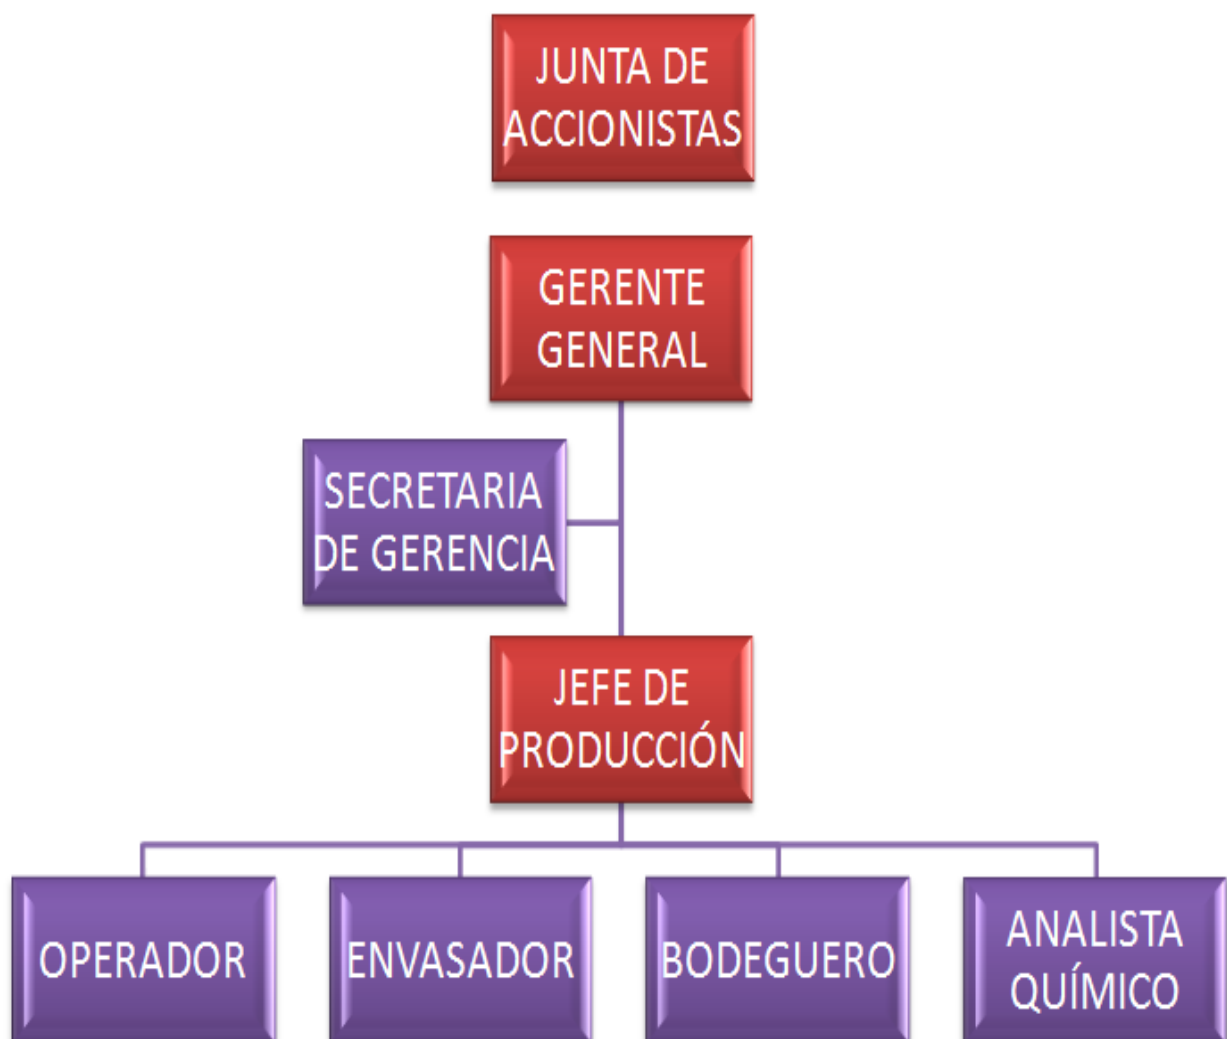 JUNTA DE
ACCIONISTAS
GERENTE
GENERAL
SECRETARIA
DE GERENCIA
JEFE DE
PRODUCCIÓN
OPERADOR
ENVASADOR
BODEGUERO
ANALISTA
QUÍMICO